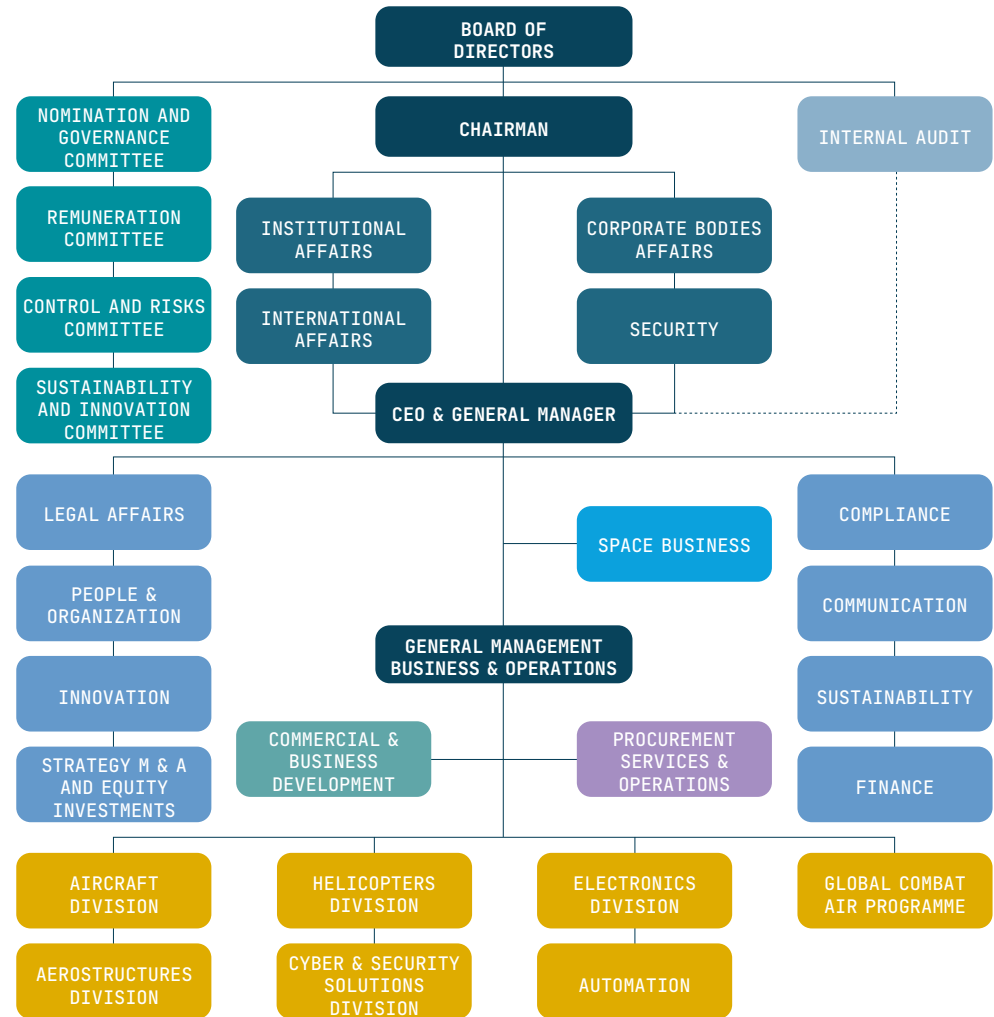 BOARD OF
DIRECTORS
NOMINATION AND
GOVERNANCE
COMMITTEE
CHAIRMAN
INTERNAL AUDIT
REMUNERATION
COMMITTEE
INSTITUTIONAL
AFFAIRS
CORPORATE BODIES
AFFAIRS
CONTROL AND RISKS
COMMITTEE
INTERNATIONAL
AFFAIRS
SECURITY
SUSTAINABILITY
AND INNOVATION
COMMITTEE
CEO & GENERAL MANAGER
LEGAL AFFAIRS
SPACE BUSINESS
COMPLIANCE
PEOPLE &
ORGANIZATION
COMMUNICATION
GENERAL MANAGEMENT
BUSINESS & OPERATIONS
INNOVATION
SUSTAINABILITY
STRATEGY M & A
AND EQUITY
INVESTMENTS
COMMERCIAL &
BUSINESS
DEVELOPMENT
PROCUREMENT
SERVICES &
OPERATIONS
FINANCE
AIRCRAFT
DIVISION
HELICOPTERS
DIVISION
ELECTRONICS
DIVISION
GLOBAL COMBAT
AIR PROGRAMME
AEROSTRUCTURES
DIVISION
CYBER & SECURITY
SOLUTIONS
DIVISION
AUTOMATION